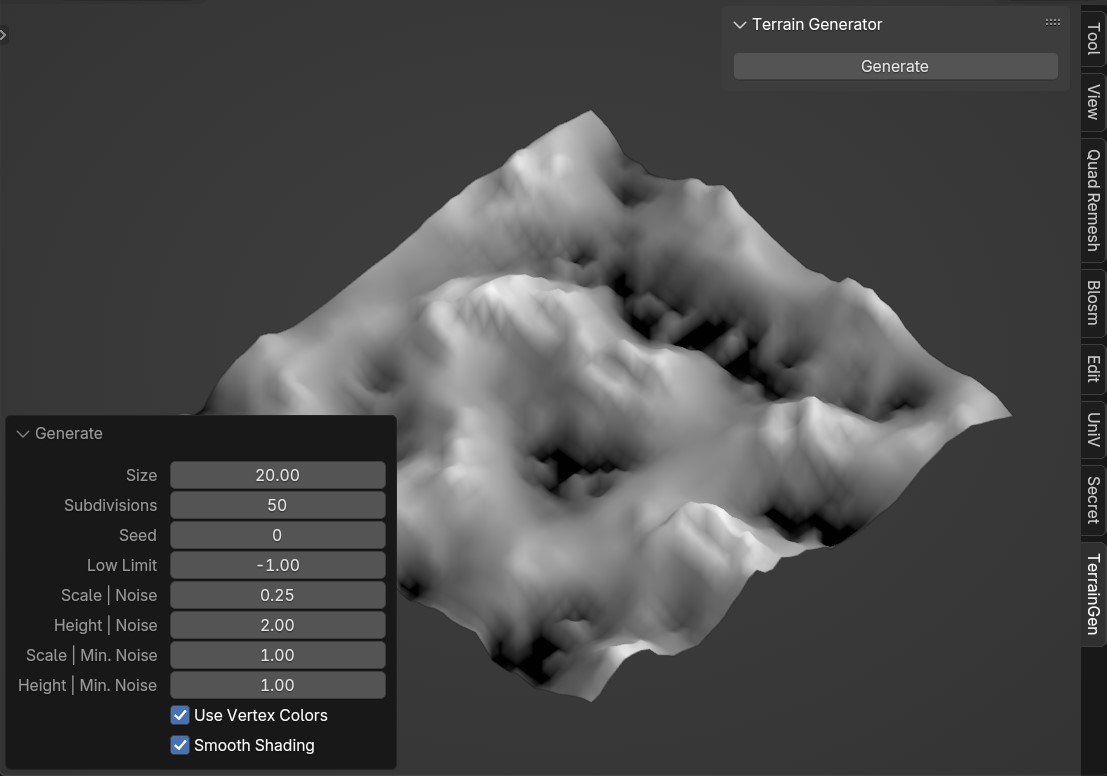 Terrain Generator
Generate
Tool
View
Quad Remesh
Blosm
Edit
UniV
Secret
TerrainGen
Generate
Size 20.00
Subdivisions 50
Seed 0
Low Limit -1.00
Scale | Noise 0.25
Height | Noise 2.00
Scale | Min. Noise 1.00
Height | Min. Noise 1.00
Use Vertex Colors
Smooth Shading